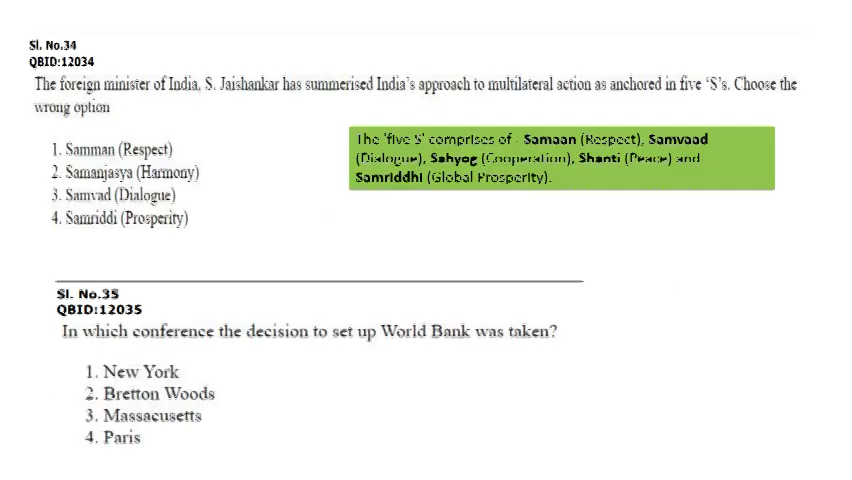 Sl. No.34
QBID:12034
The foreign minister of India, S. Jaishankar has summerised India's approach to multilateral action as anchored in five 'S's. Choose the
wrong option
1. Samman (Respect)
2. Samanjasya (Harmony)
3. Samvad (Dialogue)
4. Samriddi (Prosperity)
The 'five S' comprises of - Samaan (Respect), Samvaad
(Dialogue), Sahyog (Cooperation), Shanti (Peace) and
Samriddhi (Global Prosperity).
Sl. No.35
QBID:12035
In which conference the decision to set up World Bank was taken?
1. New York
2. Bretton Woods
3. Massacusetts
4. Paris